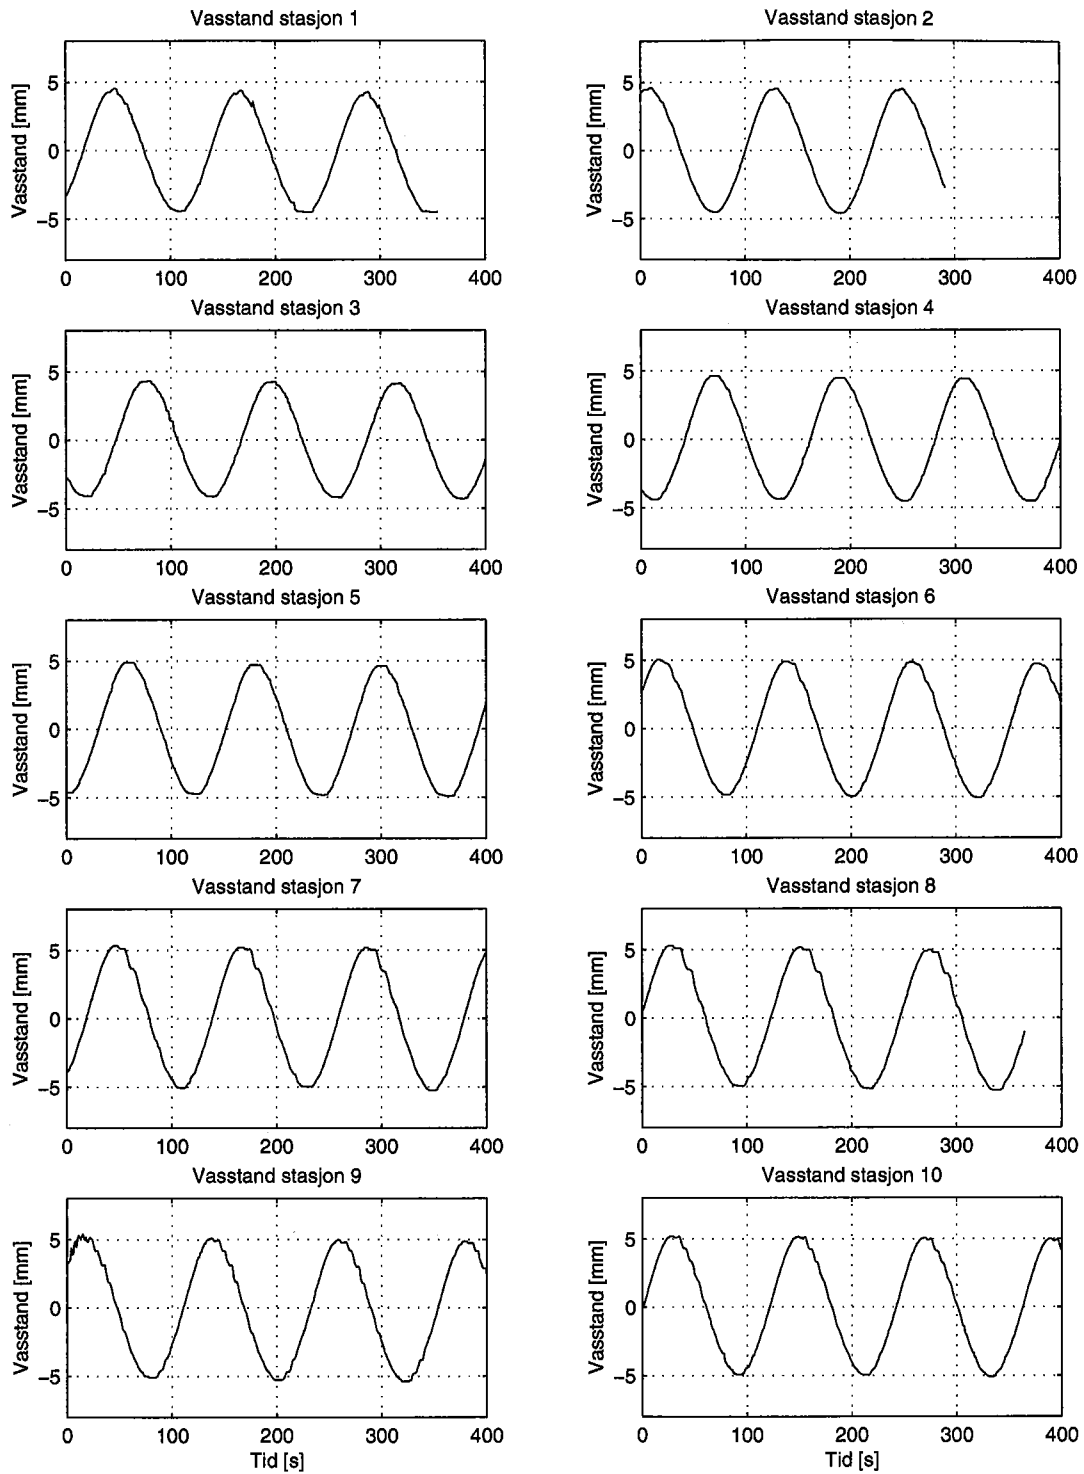 Vasstand stasjon 1
Vasstand [mm]
5
0
−5
0 100 200 300 400
Vasstand stasjon 2
Vasstand [mm]
5
0
−5
0 100 200 300 400
Vasstand stasjon 3
Vasstand [mm]
5
0
−5
0 100 200 300 400
Vasstand stasjon 4
Vasstand [mm]
5
0
−5
0 100 200 300 400
Vasstand stasjon 5
Vasstand [mm]
5
0
−5
0 100 200 300 400
Vasstand stasjon 6
Vasstand [mm]
5
0
−5
0 100 200 300 400
Vasstand stasjon 7
Vasstand [mm]
5
0
−5
0 100 200 300 400
Vasstand stasjon 8
Vasstand [mm]
5
0
−5
0 100 200 300 400
Vasstand stasjon 9
Vasstand [mm]
5
0
−5
0 100 200 300 400
Tid [s]
Vasstand stasjon 10
Vasstand [mm]
5
0
−5
0 100 200 300 400
Tid [s]